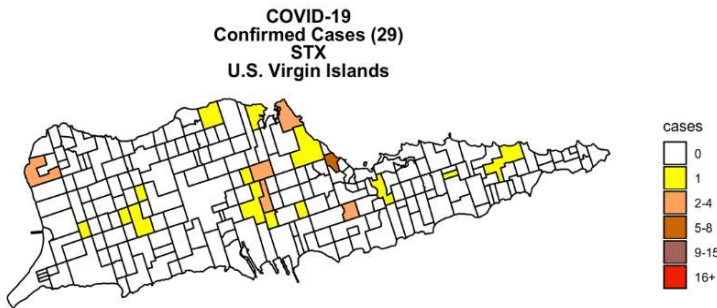 COVID-19
Confirmed Cases (29)
STX
U.S. Virgin Islands
cases
0
1
2-4
5-8
9-15
16+